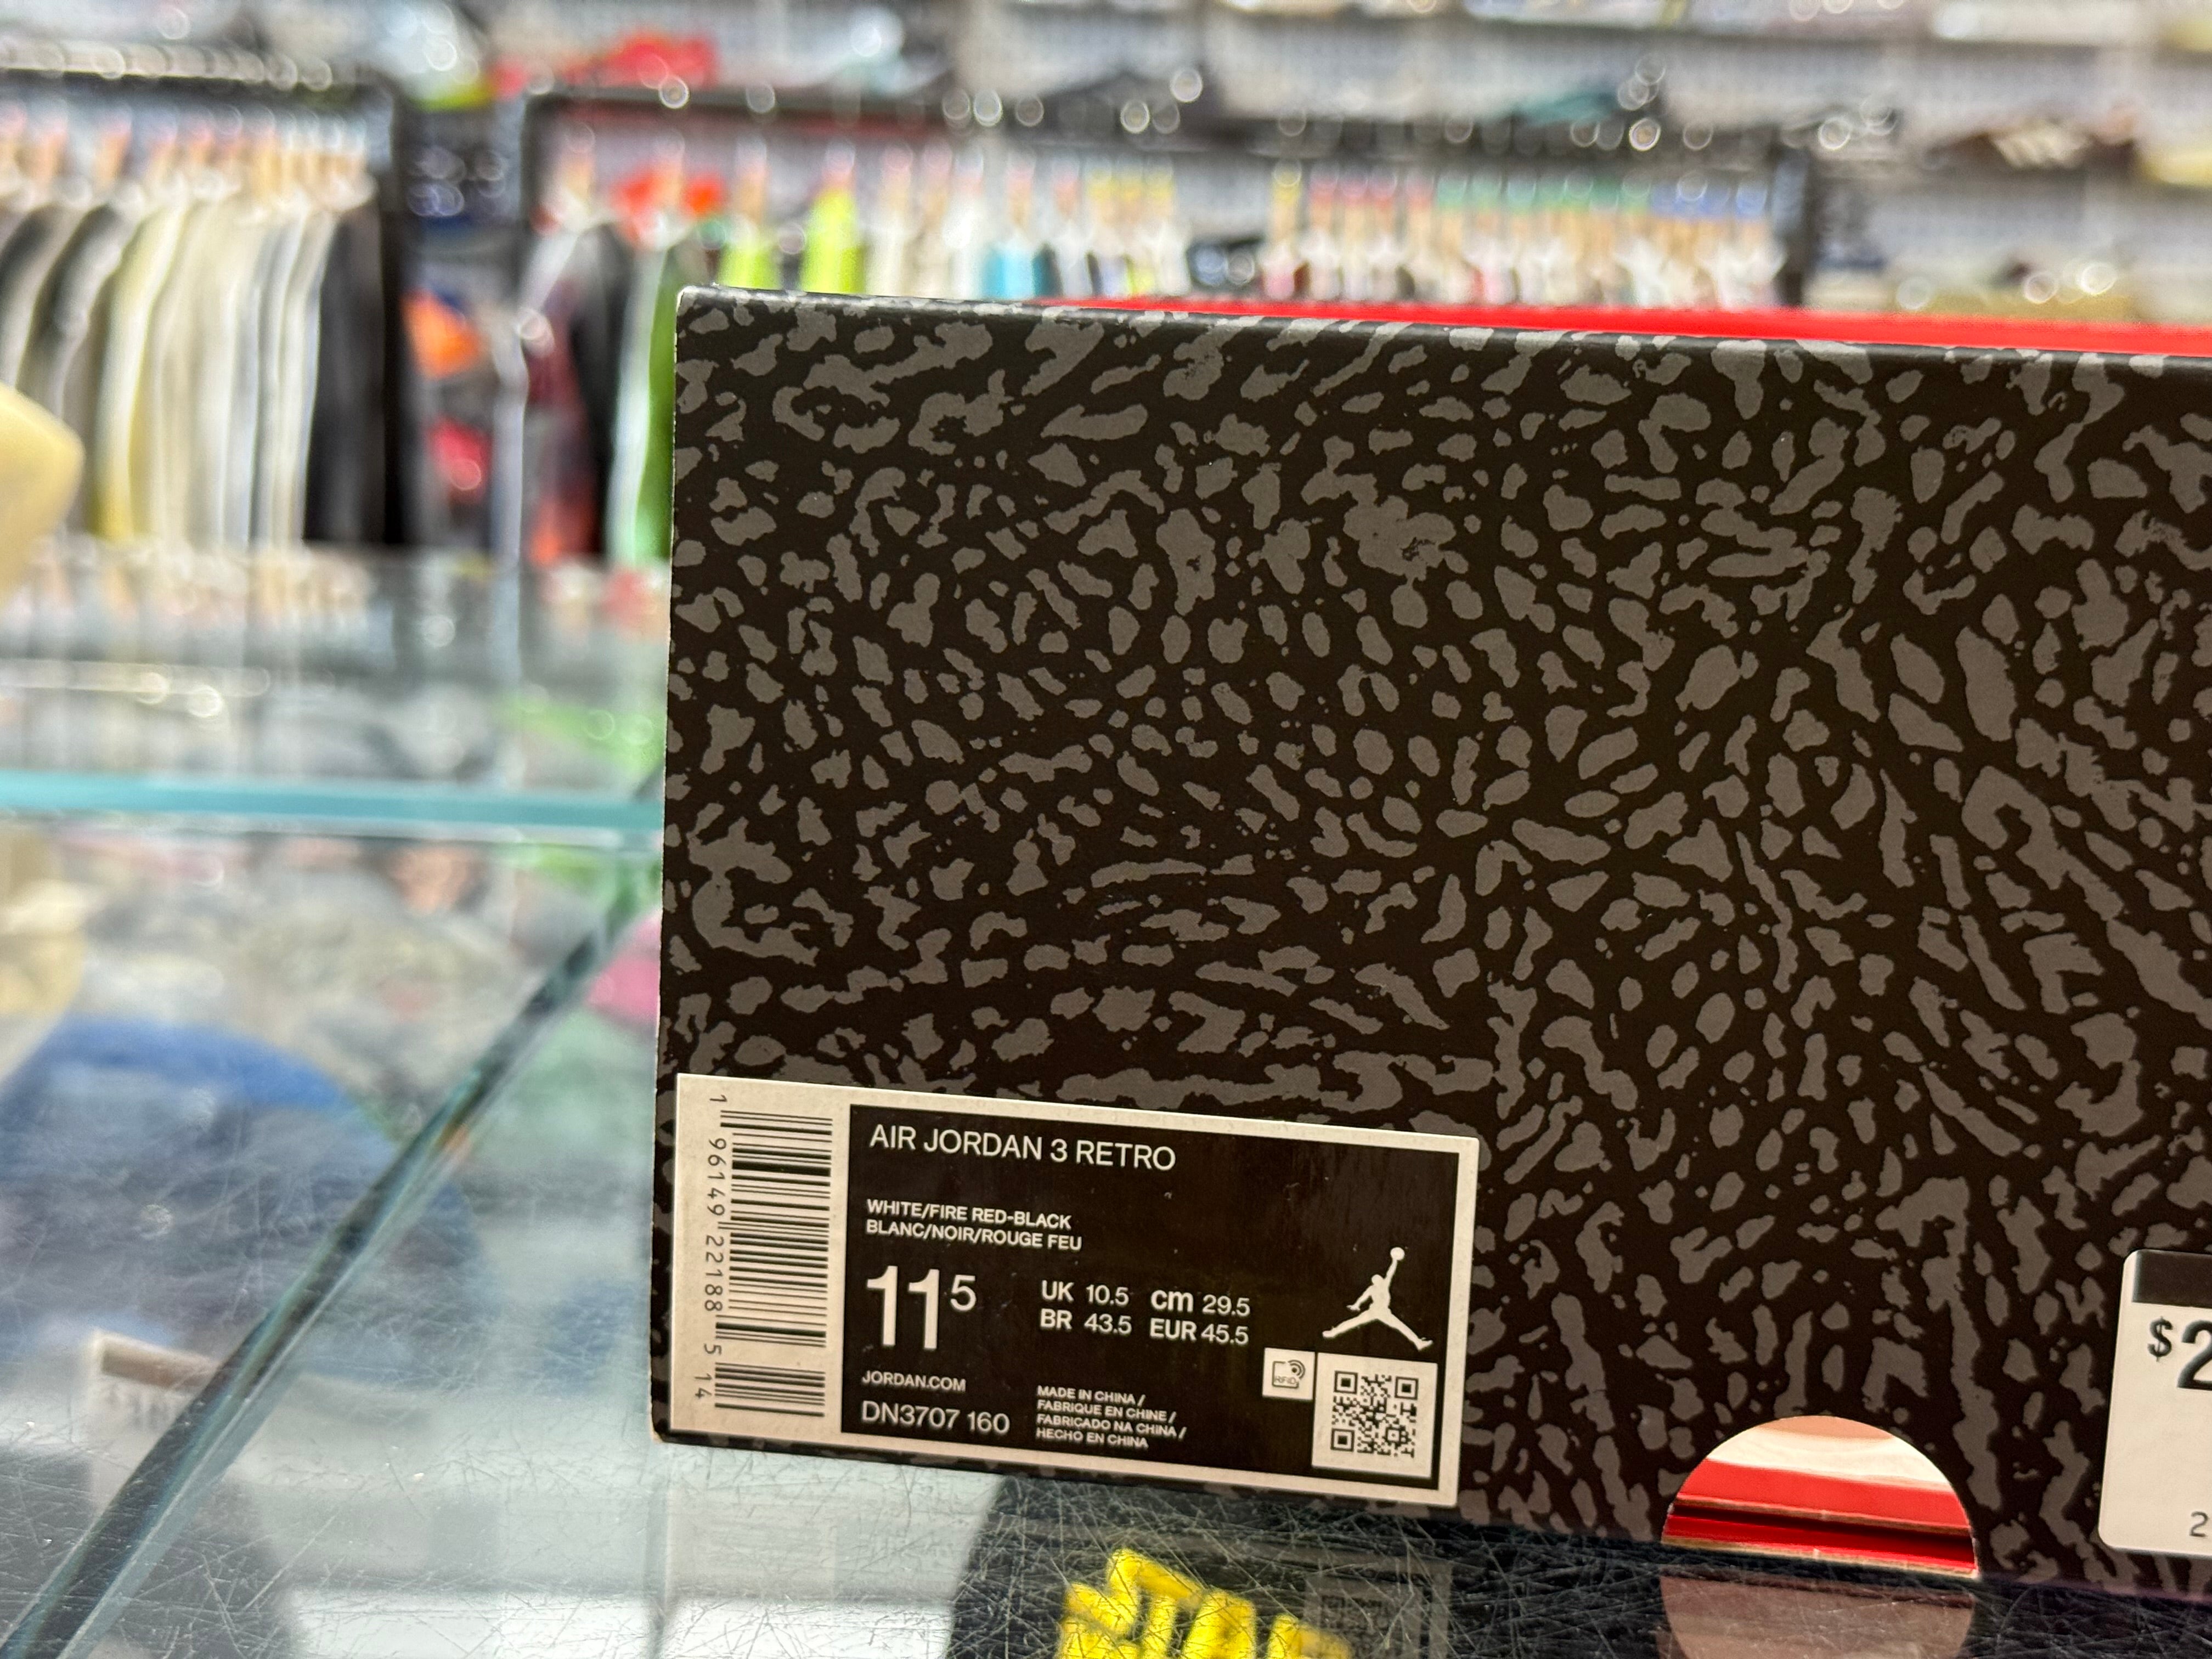 AIR JORDAN 3 RETRO
WHITE/FIRE RED-BLACK
BLANC/NOIR/ROUGE FEU
11 5
UK 10.5 cm 29.5
BR 43.5 EUR 45.5
JORDAN.COM
DN3707 160
MADE IN CHINA /
FABRIQUE EN CHINE /
FABRICADO NA CHINA /
HECHO EN CHINA
RFID
1 96149 22188 5 14
$2
2